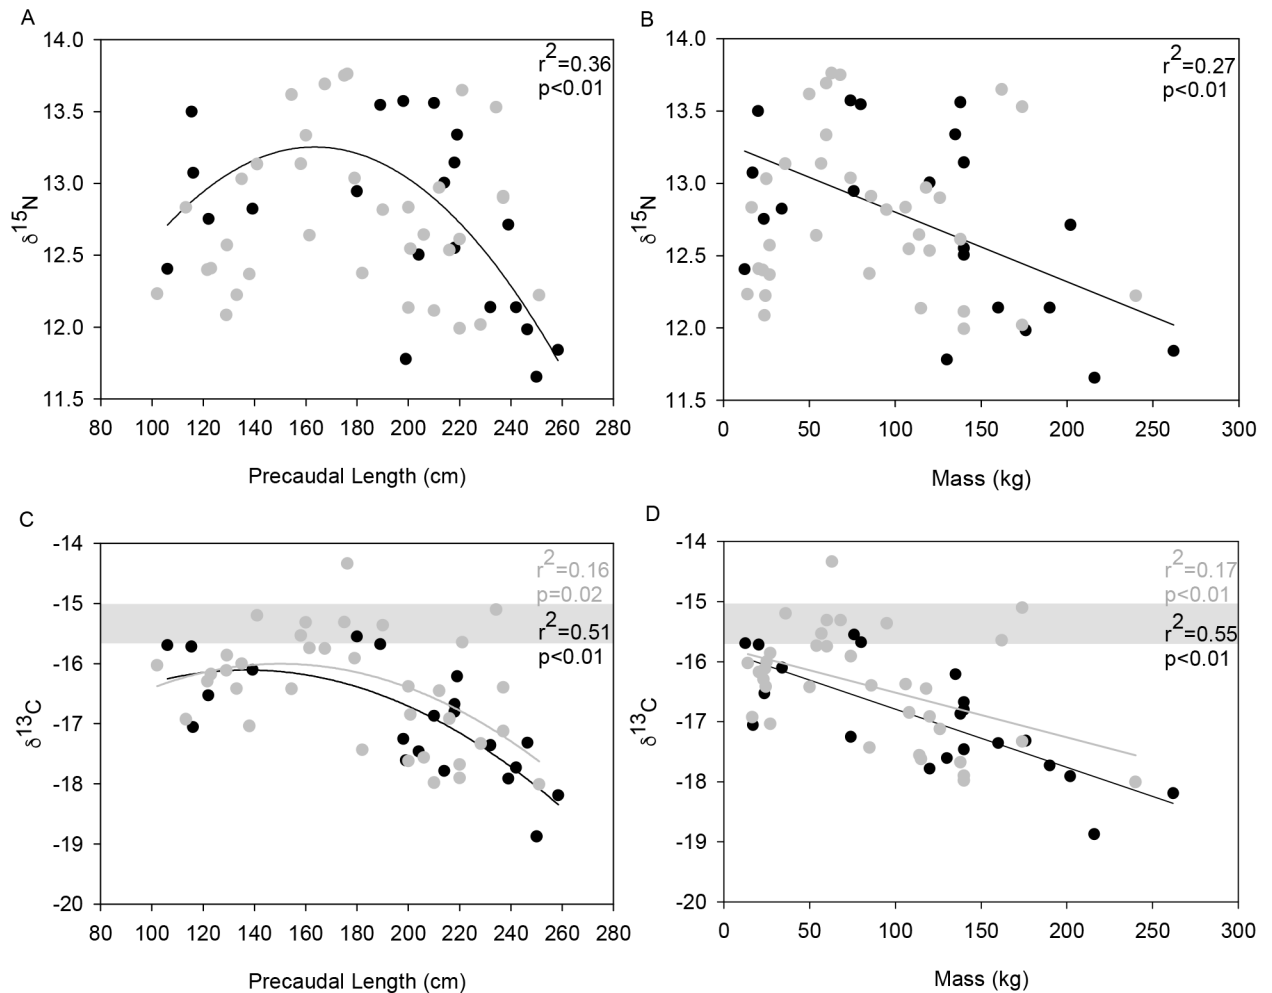 A
14.0
13.5
13.0
12.5
12.0
11.5
δ15N
r2=0.36
p<0.01
80 100 120 140 160 180 200 220 240 260 280
Precaudal Length (cm)
B
14.0
13.5
13.0
12.5
12.0
11.5
δ15N
r2=0.27
p<0.01
0 50 100 150 200 250 300
Mass (kg)
C
-14
-15
-16
-17
-18
-19
-20
δ13C
r2=0.16
p=0.02
r2=0.51
p<0.01
80 100 120 140 160 180 200 220 240 260 280
Precaudal Length (cm)
D
-14
-15
-16
-17
-18
-19
-20
δ13C
r2=0.17
p<0.01
r2=0.55
p<0.01
0 50 100 150 200 250 300
Mass (kg)